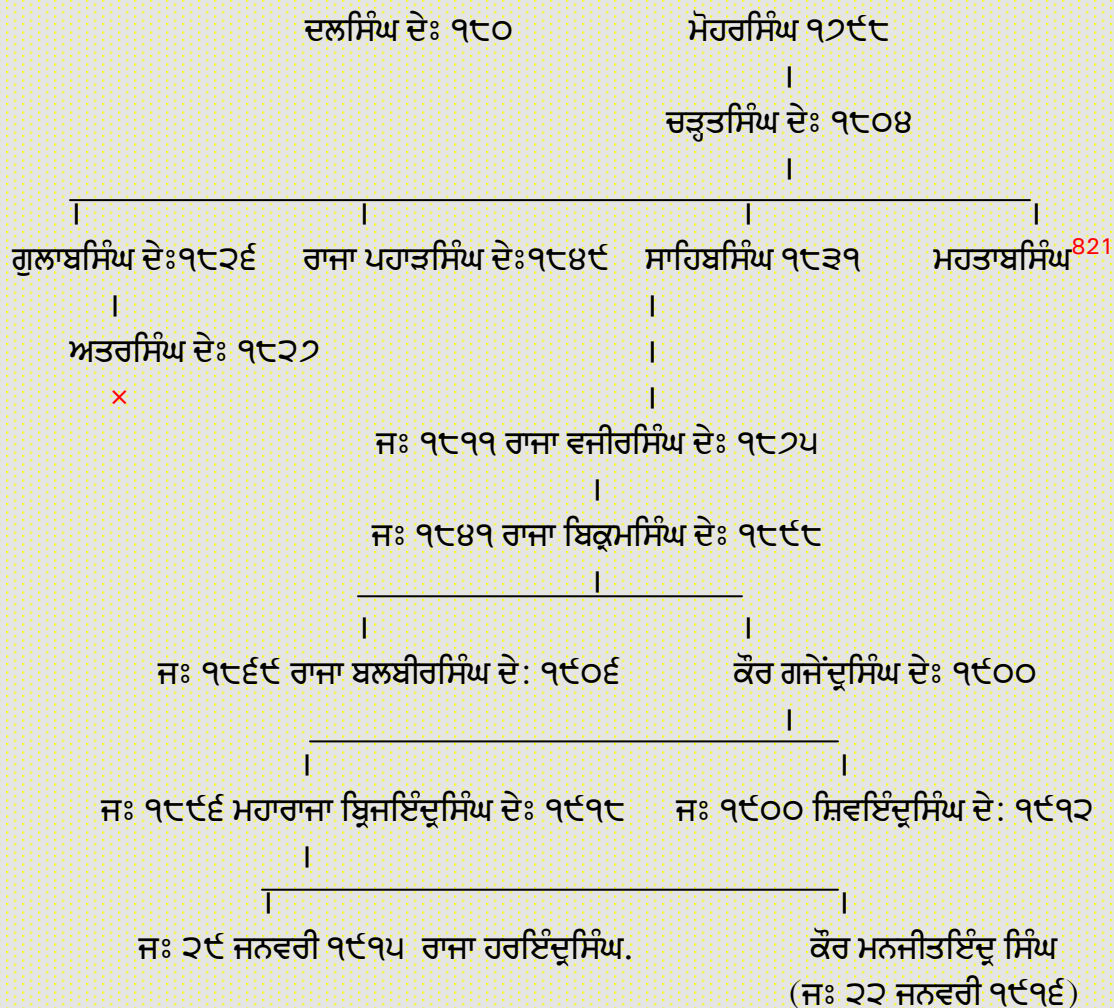 ਦਲਸਿੰਘ ਦੇਃ ੧੮੦ ਮੋਹਰਸਿੰਘ ੧੭੯੮
ਚੜ੍ਹਤਸਿੰਘ ਦੇਃ ੧੮੦੪
ਗੁਲਾਬਸਿੰਘ ਦੇਃ੧੮੨੬ ਰਾਜਾ ਪਹਾੜਸਿੰਘ ਦੇਃ੧੮੪੯ ਸਾਹਿਬਸਿੰਘ ੧੮੩੧ ਮਹਤਾਬਸਿੰਘ821
ਅਤਰਸਿੰਘ ਦੇਃ ੧੮੨੭
×
ਜਃ ੧੮੧੧ ਰਾਜਾ ਵਜੀਰਸਿੰਘ ਦੇਃ ੧੮੭੫
ਜਃ ੧੮੪੧ ਰਾਜਾ ਬਿਕ੍ਰਮਸਿੰਘ ਦੇਃ ੧੮੯੮
ਜਃ ੧੮੬੯ ਰਾਜਾ ਬਲਬੀਰਸਿੰਘ ਦੇ: ੧੯੦੬ ਕੌਰ ਗਜੇਂਦ੍ਰਸਿੰਘ ਦੇਃ ੧੯੦੦
ਜਃ ੧੮੯੬ ਮਹਾਰਾਜਾ ਬ੍ਰਿਜਇੰਦ੍ਰਸਿੰਘ ਦੇਃ ੧੯੧੮ ਜਃ ੧੯੦੦ ਸ਼ਿਵਇੰਦ੍ਰਸਿੰਘ ਦੇ: ੧੯੧੨
ਜਃ ੨੯ ਜਨਵਰੀ ੧੯੧੫ ਰਾਜਾ ਹਰਇੰਦ੍ਰਸਿੰਘ. ਕੌਰ ਮਨਜੀਤਇੰਦ੍ਰ ਸਿੰਘ
(ਜਃ ੨੨ ਜਨਵਰੀ ੧੯੧੬)